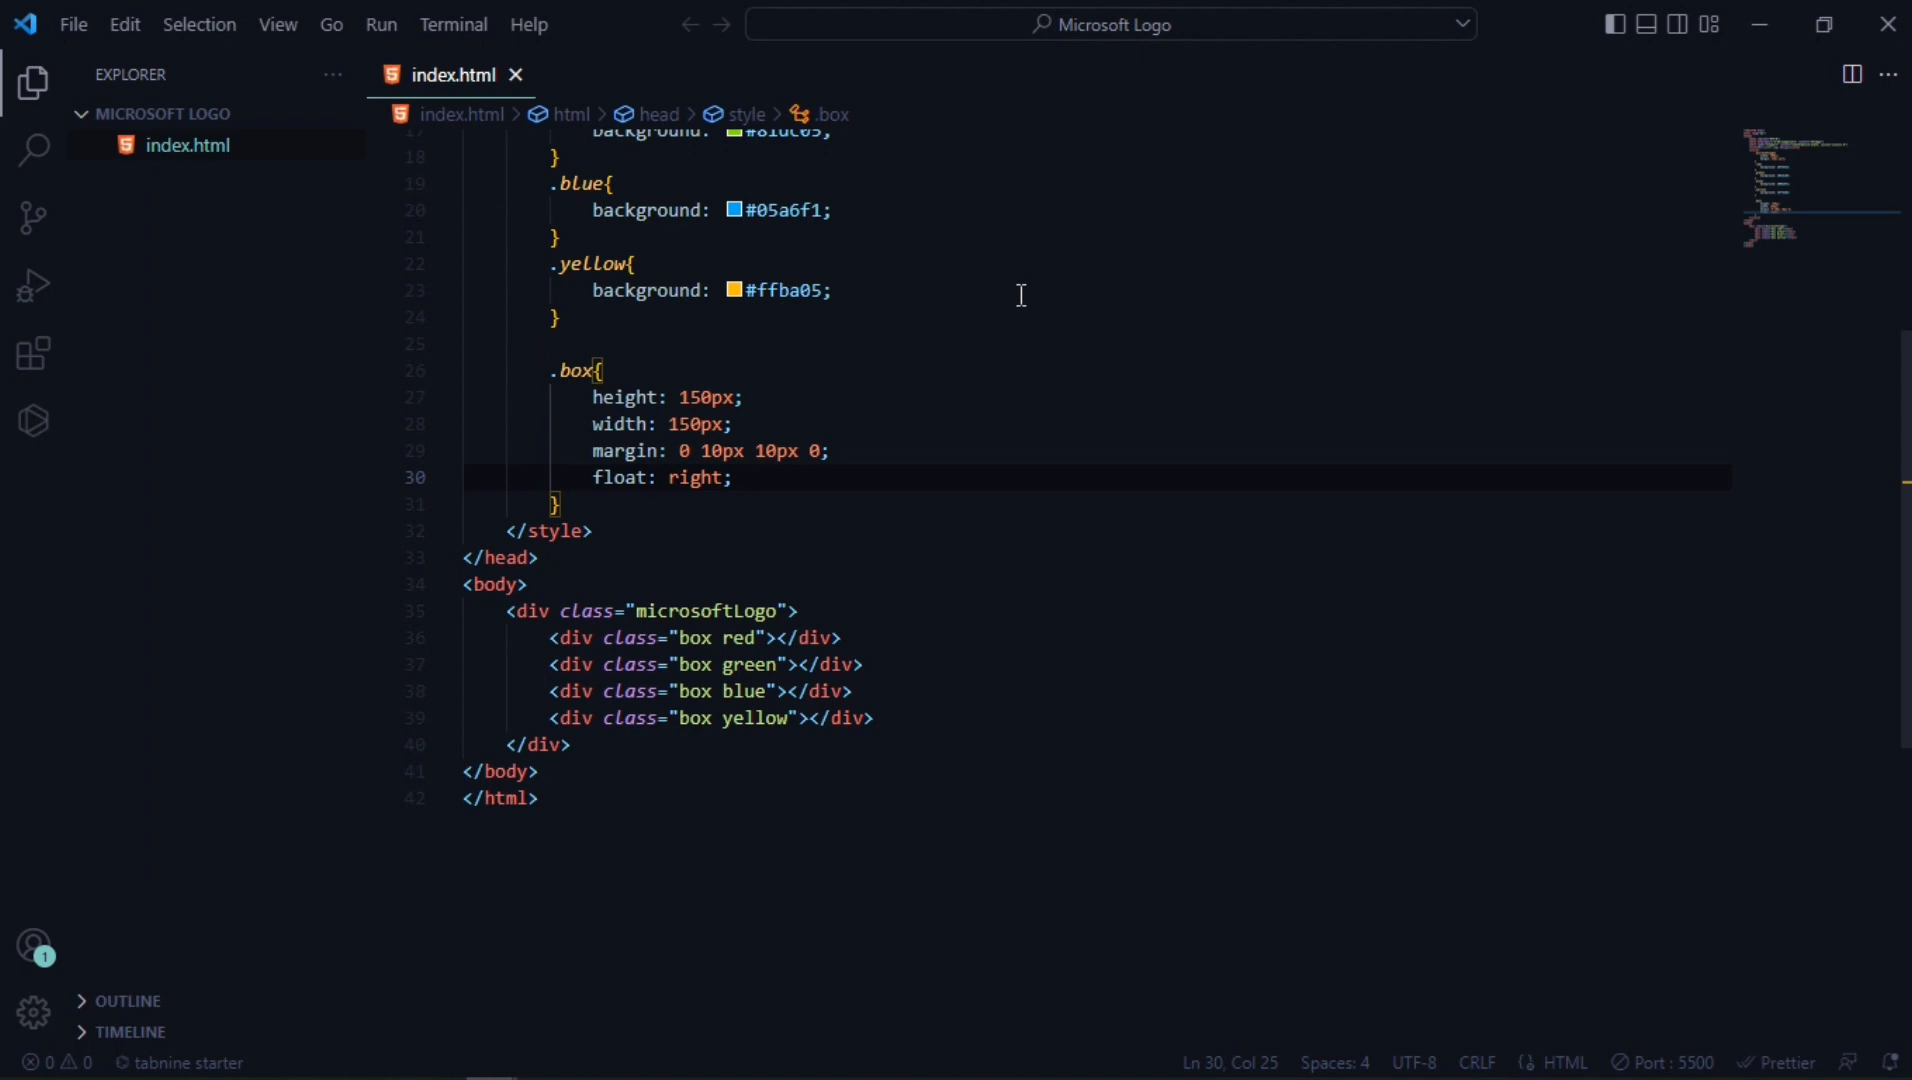 File Edit Selection View Go Run Terminal Help Microsoft Logo
EXPLORER
MICROSOFT LOGO
index.html
index.html
index.html > html > head > style > .box
17 background: #81dc05;
18 }
19 .blue{
20 background: #05a6f1;
21 }
22 .yellow{
23 background: #ffba05;
24 }
25
26 .box{
27 height: 150px;
28 width: 150px;
29 margin: 0 10px 10px 0;
30 float: right;
31 }
32 </style>
33 </head>
34 <body>
35 <div class="microsoftLogo">
36 <div class="box red"></div>
37 <div class="box green"></div>
38 <div class="box blue"></div>
39 <div class="box yellow"></div>
40 </div>
41 </body>
42 </html>
1
OUTLINE
TIMELINE
0 0 tabnine starter Ln 30, Col 25 Spaces: 4 UTF-8 CRLF HTML Port : 5500 Prettier